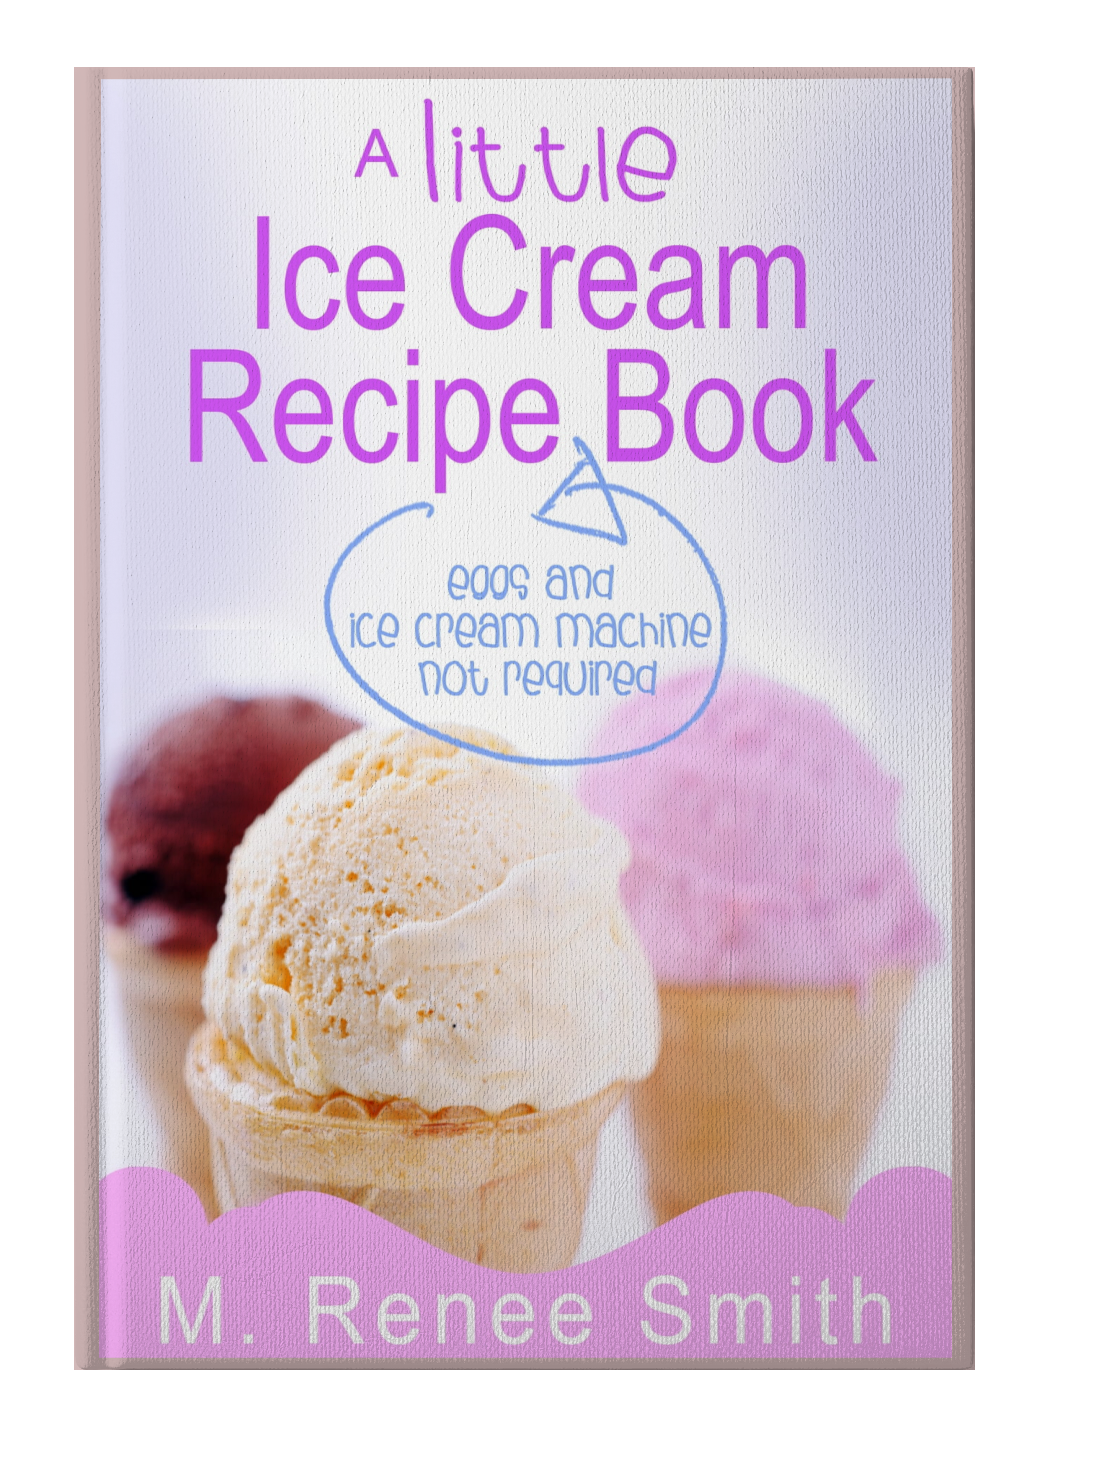 A little
Ice Cream
Recipe Book
eggs and
ice cream machine
not required
M. Renee Smith